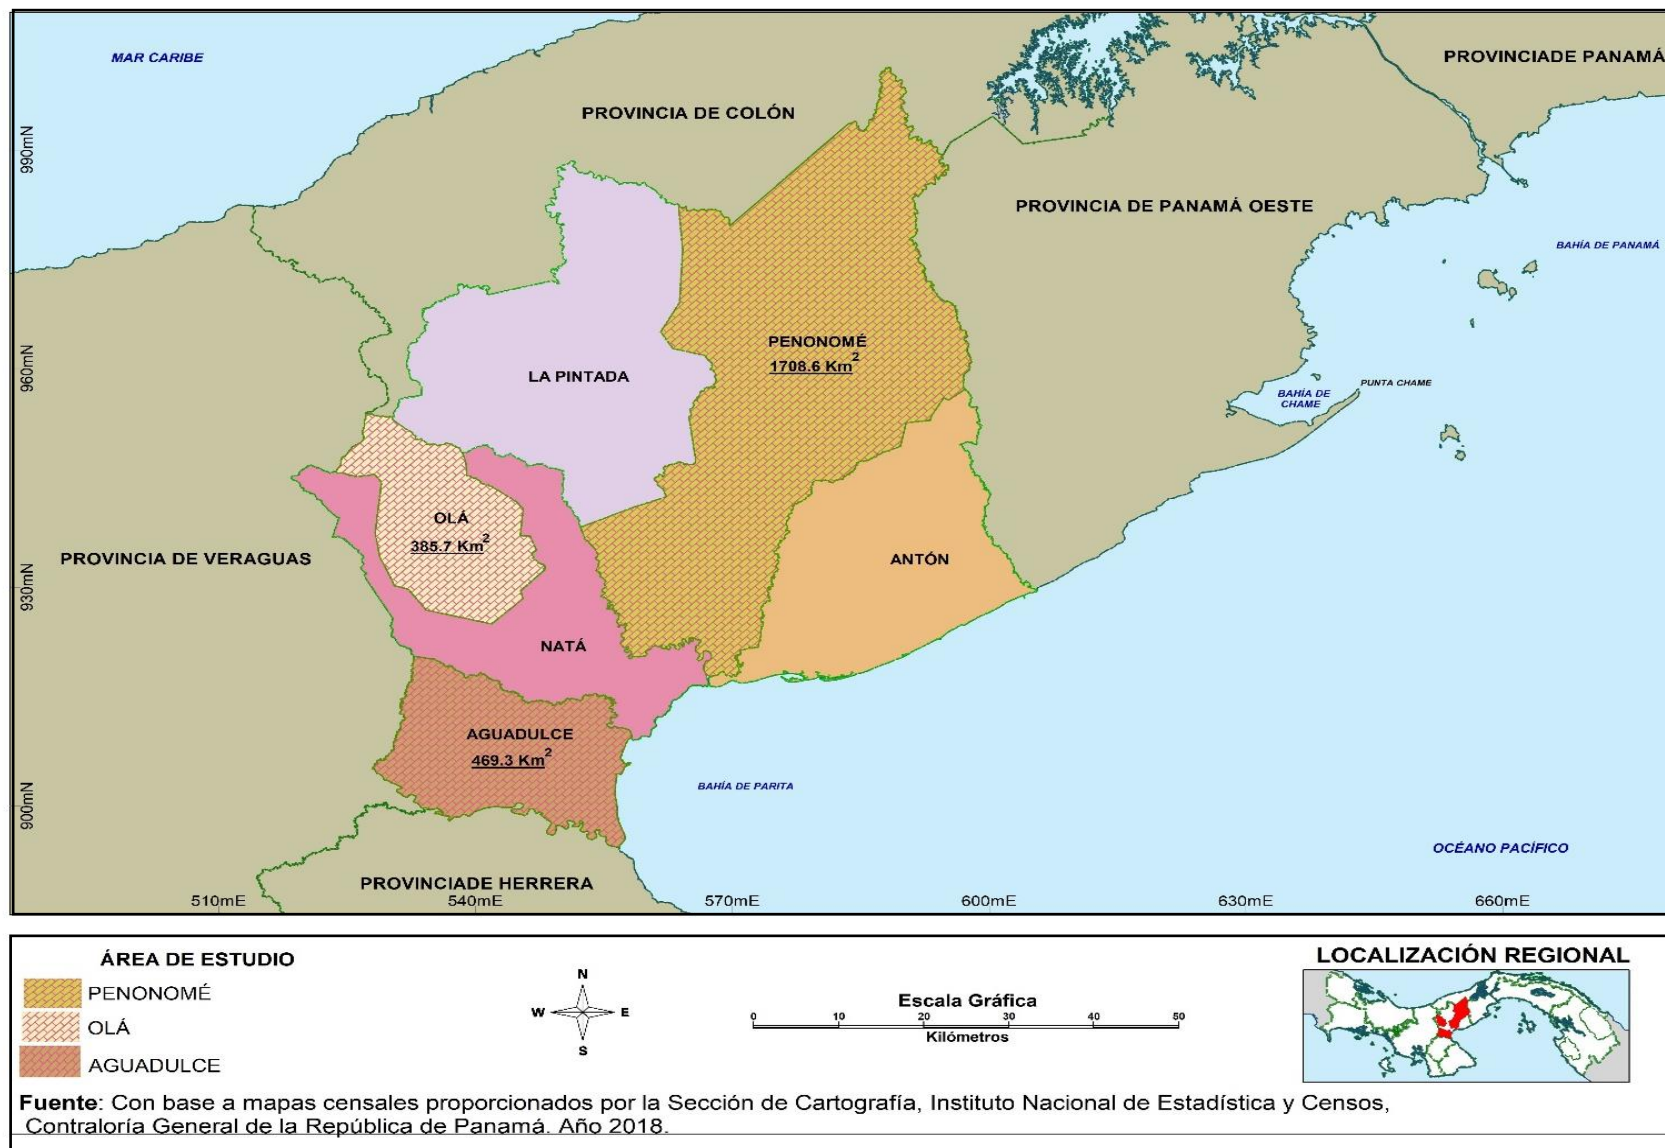 MAR CARIBE
PROVINCIADE PANAMÁ
PROVINCIA DE COLÓN
990mN
PROVINCIA DE PANAMÁ OESTE
BAHÍA DE PANAMÁ
PENONOMÉ
1708.6 Km²
960mN
LA PINTADA
PUNTA CHAME
BAHÍA DE
CHAME
OLÁ
385.7 Km²
PROVINCIA DE VERAGUAS
ANTÓN
930mN
NATÁ
AGUADULCE
469.3 Km²
BAHÍA DE PARITA
900mN
OCÉANO PACÍFICO
PROVINCIADE HERRERA
510mE 540mE 570mE 600mE 630mE 660mE
ÁREA DE ESTUDIO
PENONOMÉ
OLÁ
AGUADULCE
N
W E
S
Escala Gráfica
0 10 20 30 40 50
Kilómetros
LOCALIZACIÓN REGIONAL
Fuente: Con base a mapas censales proporcionados por la Sección de Cartografía, Instituto Nacional de Estadística y Censos,
Contraloría General de la República de Panamá. Año 2018.